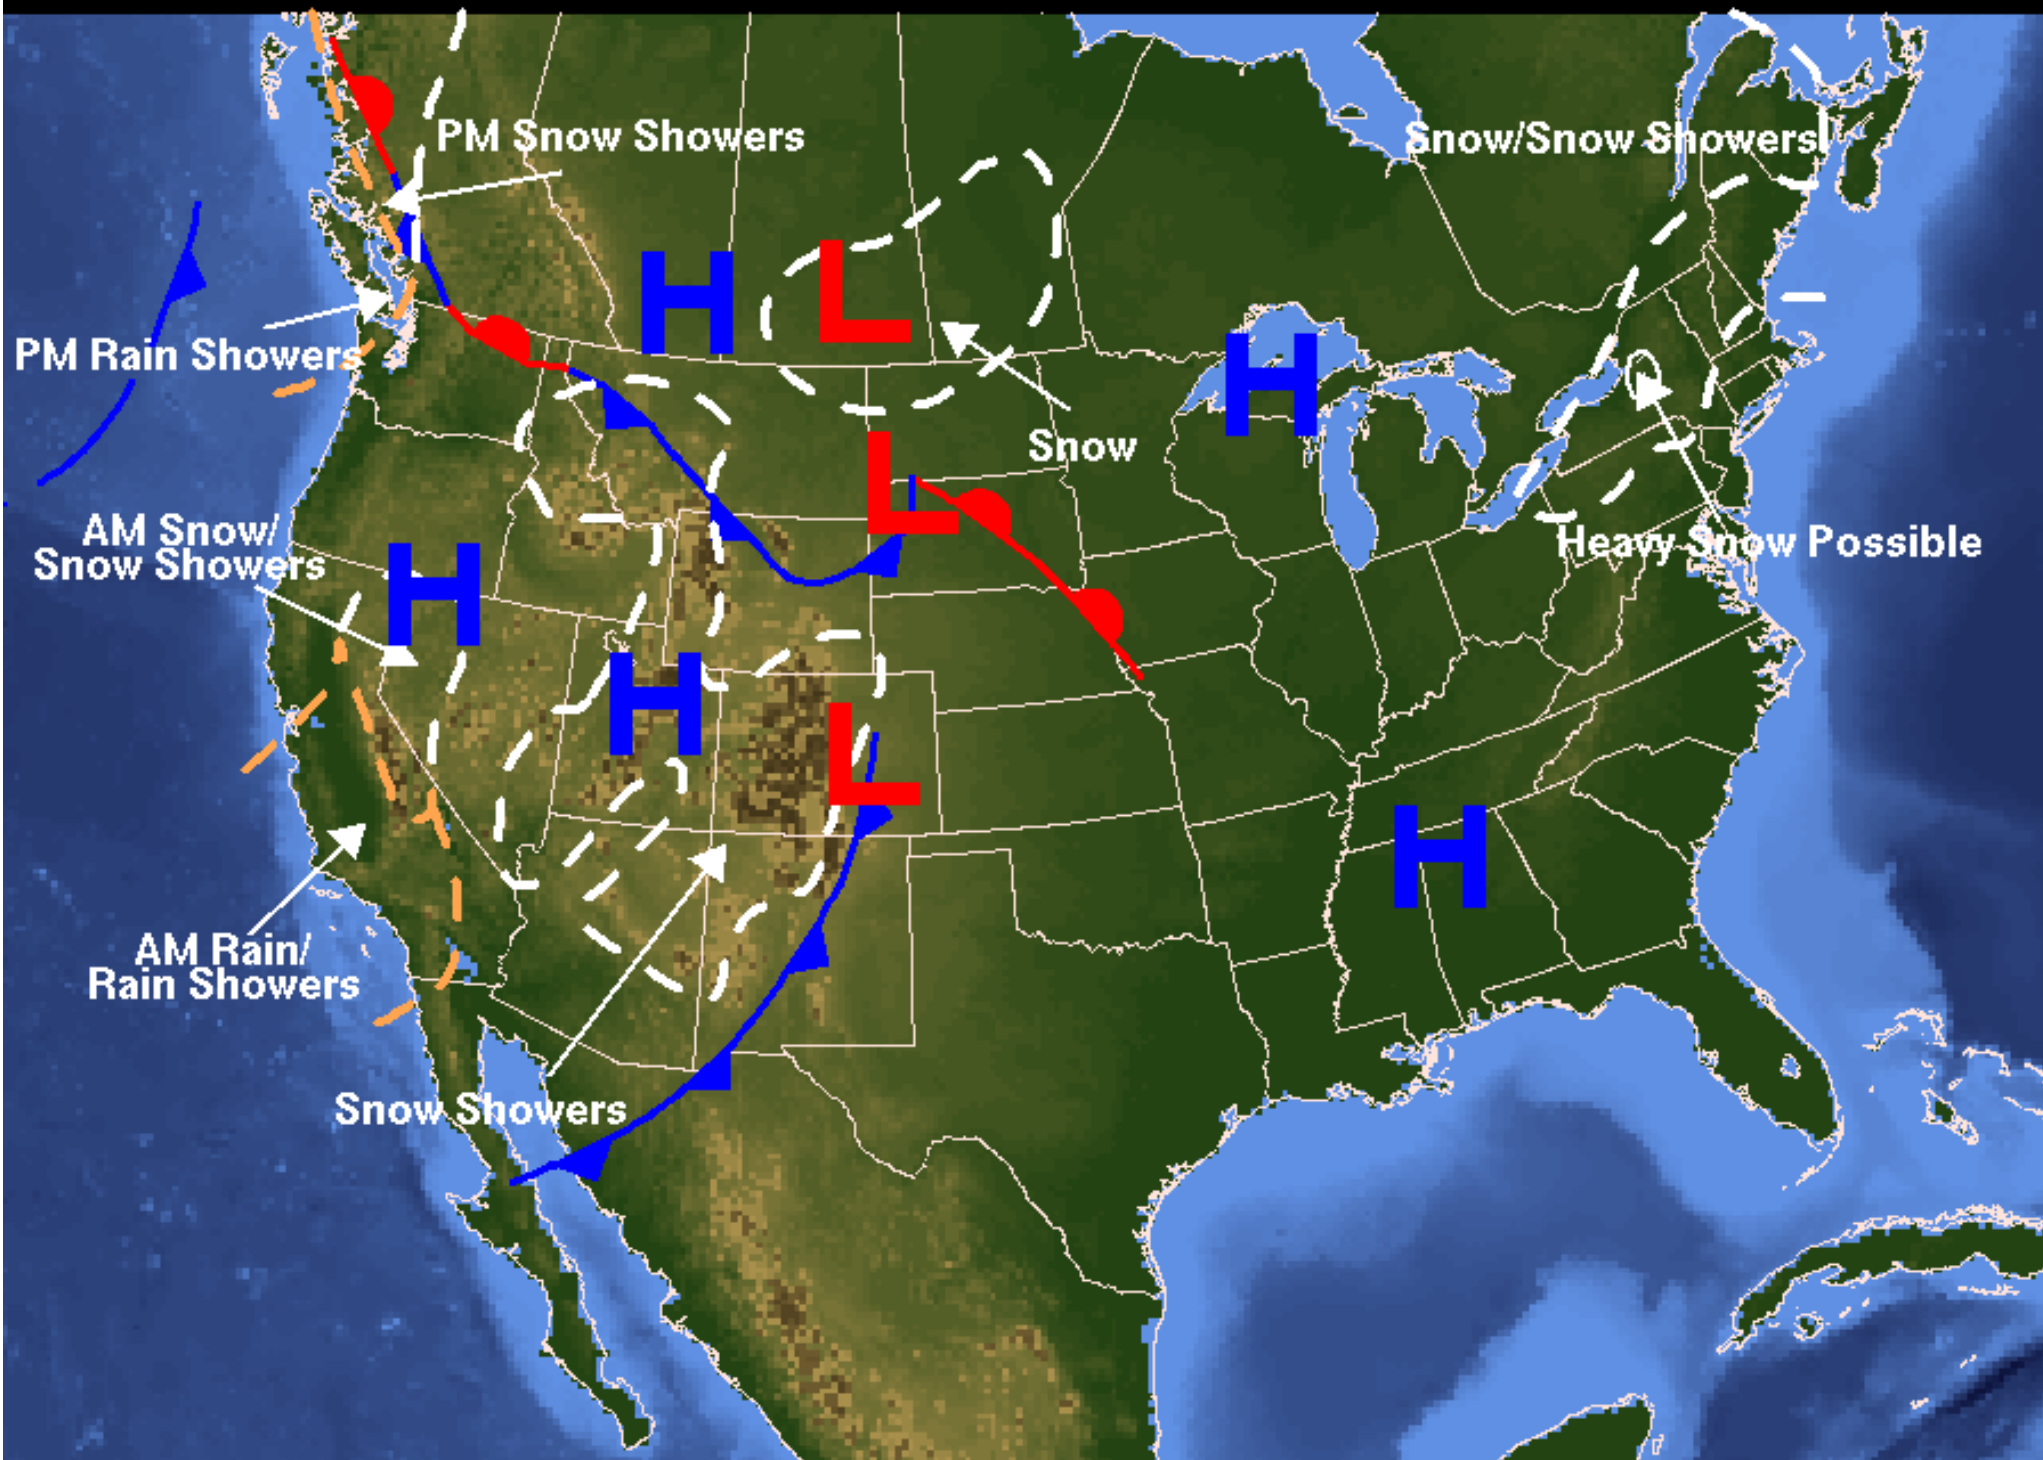 PM Snow Showers
Snow/Snow Showers
H
L
PM Rain Showers
H
Snow
L
AM Snow/
Snow Showers
H
Heavy Snow Possible
H
L
H
AM Rain/
Rain Showers
Snow Showers